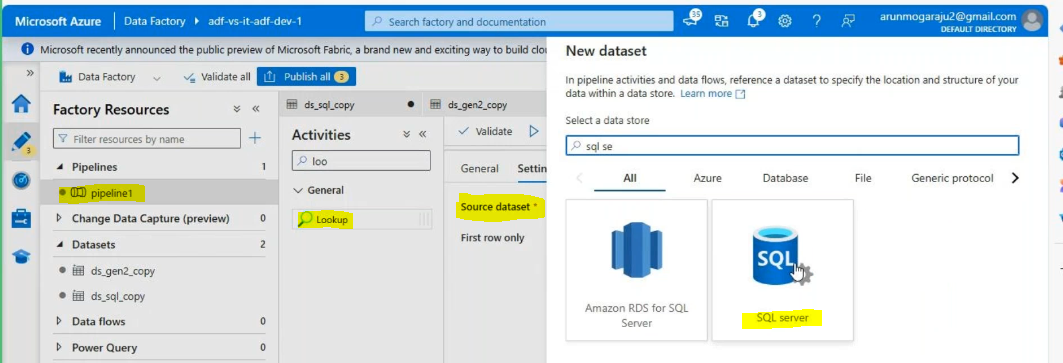 Microsoft Azure
Data Factory
adf-vs-it-adf-dev-1
Search factory and documentation
35
3
arunmogaraju2@gmail.com
DEFAULT DIRECTORY
Microsoft recently announced the public preview of Microsoft Fabric, a brand new and exciting way to build
New dataset
In pipeline activities and data flows, reference a dataset to specify the location and structure of your
data within a data store. Learn more
Data Factory
Validate all
Publish all 3
Factory Resources
ds_sql_copy
ds_gen2_copy
Select a data store
Filter resources by name
Activities
Validate
sql se
3
Pipelines 1
loo
General
All
Azure
Database
File
Generic protocol
pipeline1
General
Change Data Capture (preview) 0
Lookup
Source dataset *
Datasets 2
First row only
ds_gen2_copy
SQL
ds_sql_copy
Amazon RDS for SQL
Server
SQL server
Data flows 0
Power Query 0